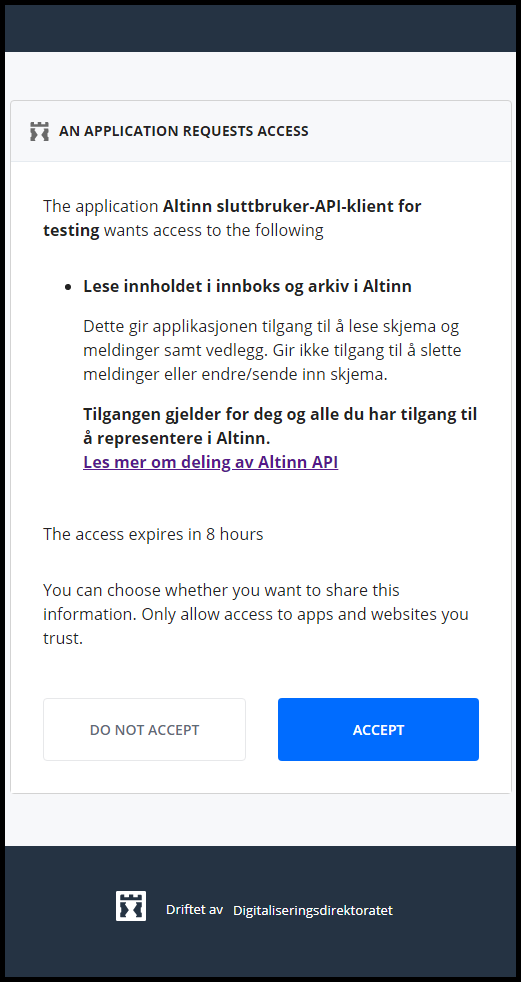 AN APPLICATION REQUESTS ACCESS
The application Altinn sluttbruker-API-klient for
testing wants access to the following
• Lese innholdet i innboks og arkiv i Altinn
Dette gir applikasjonen tilgang til å lese skjema og
meldinger samt vedlegg. Gir ikke tilgang til å slette
meldinger eller endre/sende inn skjema.
Tilgangen gjelder for deg og alle du har tilgang til
å representere i Altinn.
Les mer om deling av Altinn API
The access expires in 8 hours
You can choose whether you want to share this
information. Only allow access to apps and websites you
trust.
DO NOT ACCEPT
ACCEPT
Driftet av Digitaliseringsdirektoratet